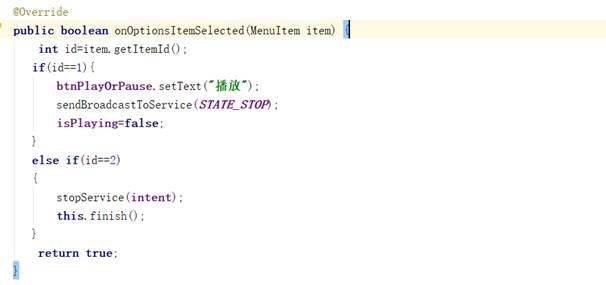 @Override
public boolean onOptionsItemSelected(MenuItem item) {
int id=item.getItemId();
if(id==1){
btnPlayOrPause.setText("播放");
sendBroadcastToService(STATE_STOP);
isPlaying=false;
}
else if(id==2)
{
stopService(intent);
this.finish();
}
return true;
}